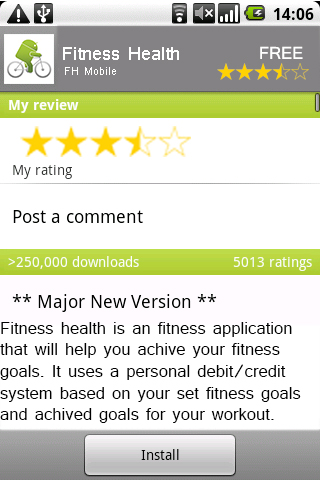 14:06
Fitness Health
FREE
FH Mobile
My review
My rating
Post a comment
>250,000 downloads 5013 ratings
** Major New Version **
Fitness health is an fitness application
that will help you achive your fitness
goals. It uses a personal debit/credit
system based on your set fitness goals
and achived goals for your workout.
Install